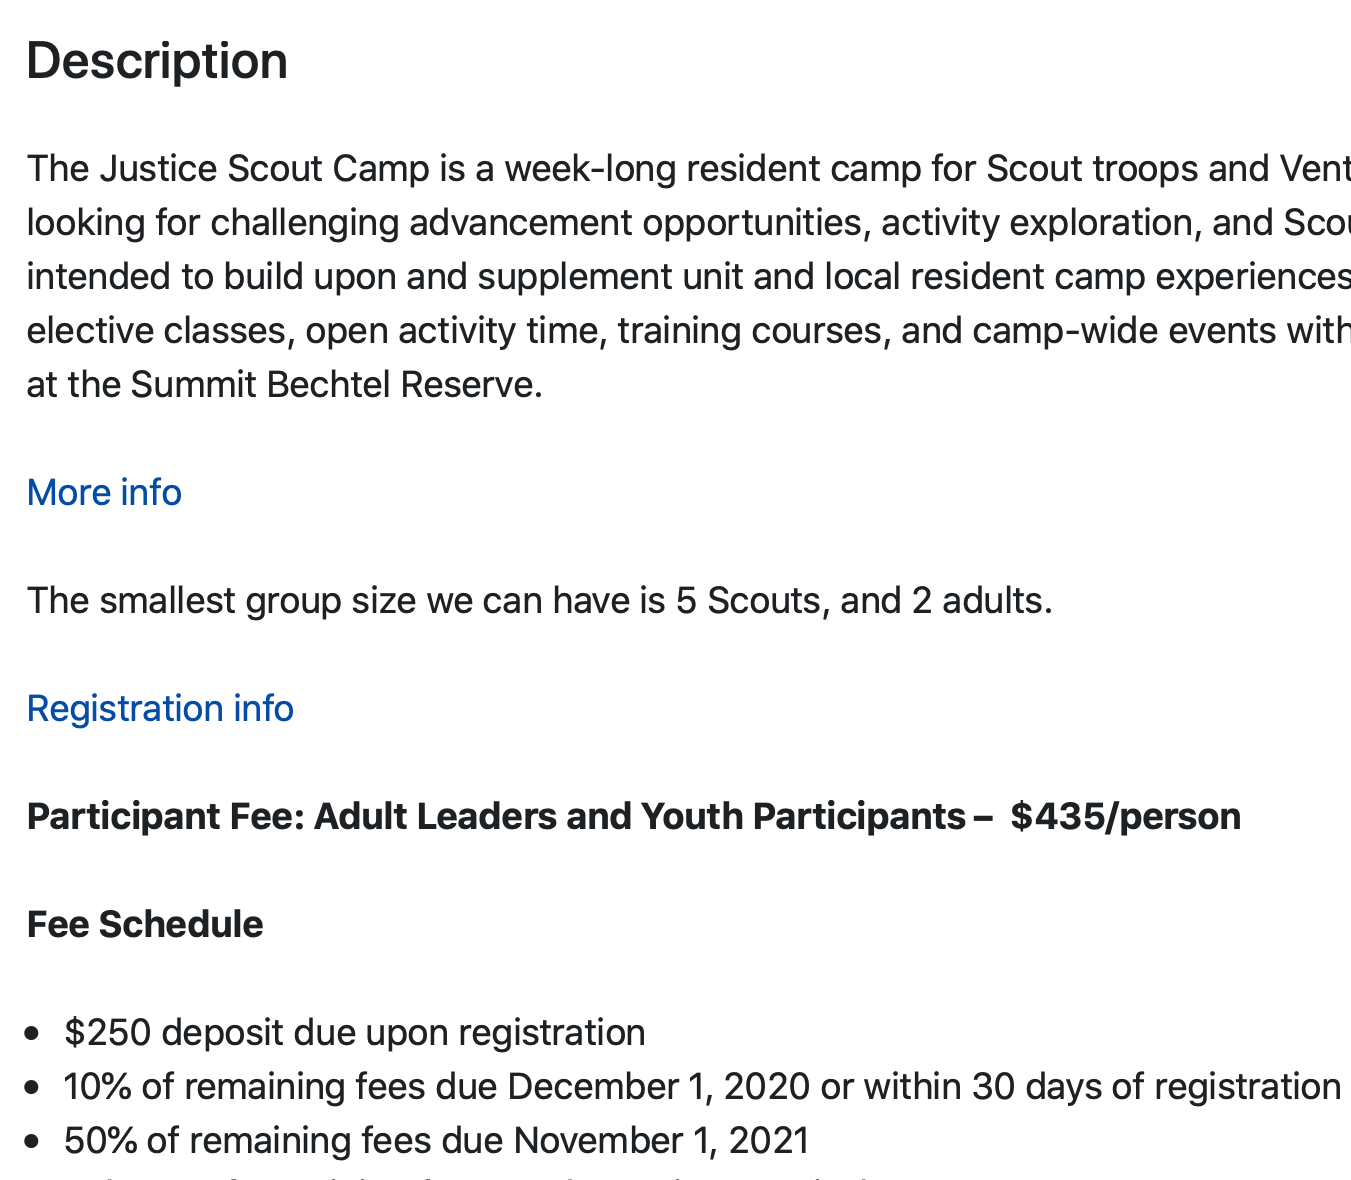 Description
The Justice Scout Camp is a week-long resident camp for Scout troops and Vent
looking for challenging advancement opportunities, activity exploration, and Scou
intended to build upon and supplement unit and local resident camp experiences
elective classes, open activity time, training courses, and camp-wide events with
at the Summit Bechtel Reserve.
More info
The smallest group size we can have is 5 Scouts, and 2 adults.
Registration info
Participant Fee: Adult Leaders and Youth Participants – $435/person
Fee Schedule
• $250 deposit due upon registration
• 10% of remaining fees due December 1, 2020 or within 30 days of registration
• 50% of remaining fees due November 1, 2021